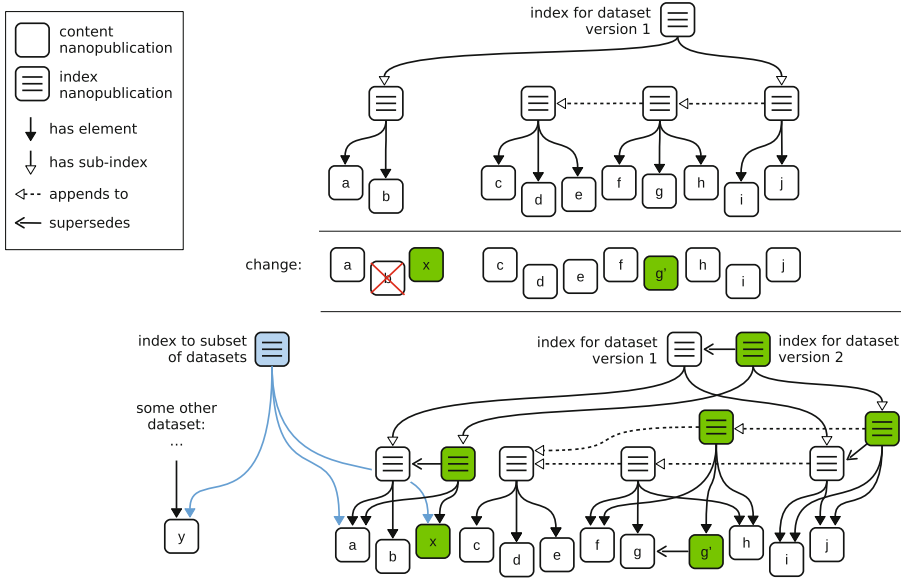 content
nanopublication
index
nanopublication
has element
has sub-index
appends to
supersedes
index for dataset
version 1
a
b
c
d
e
f
g
h
i
j
change:
a
b
x
c
d
e
f
g'
h
i
j
index to subset
of datasets
some other
dataset:
...
y
index for dataset
version 1
index for dataset
version 2
a
b
x
c
d
e
f
g
g'
h
i
j